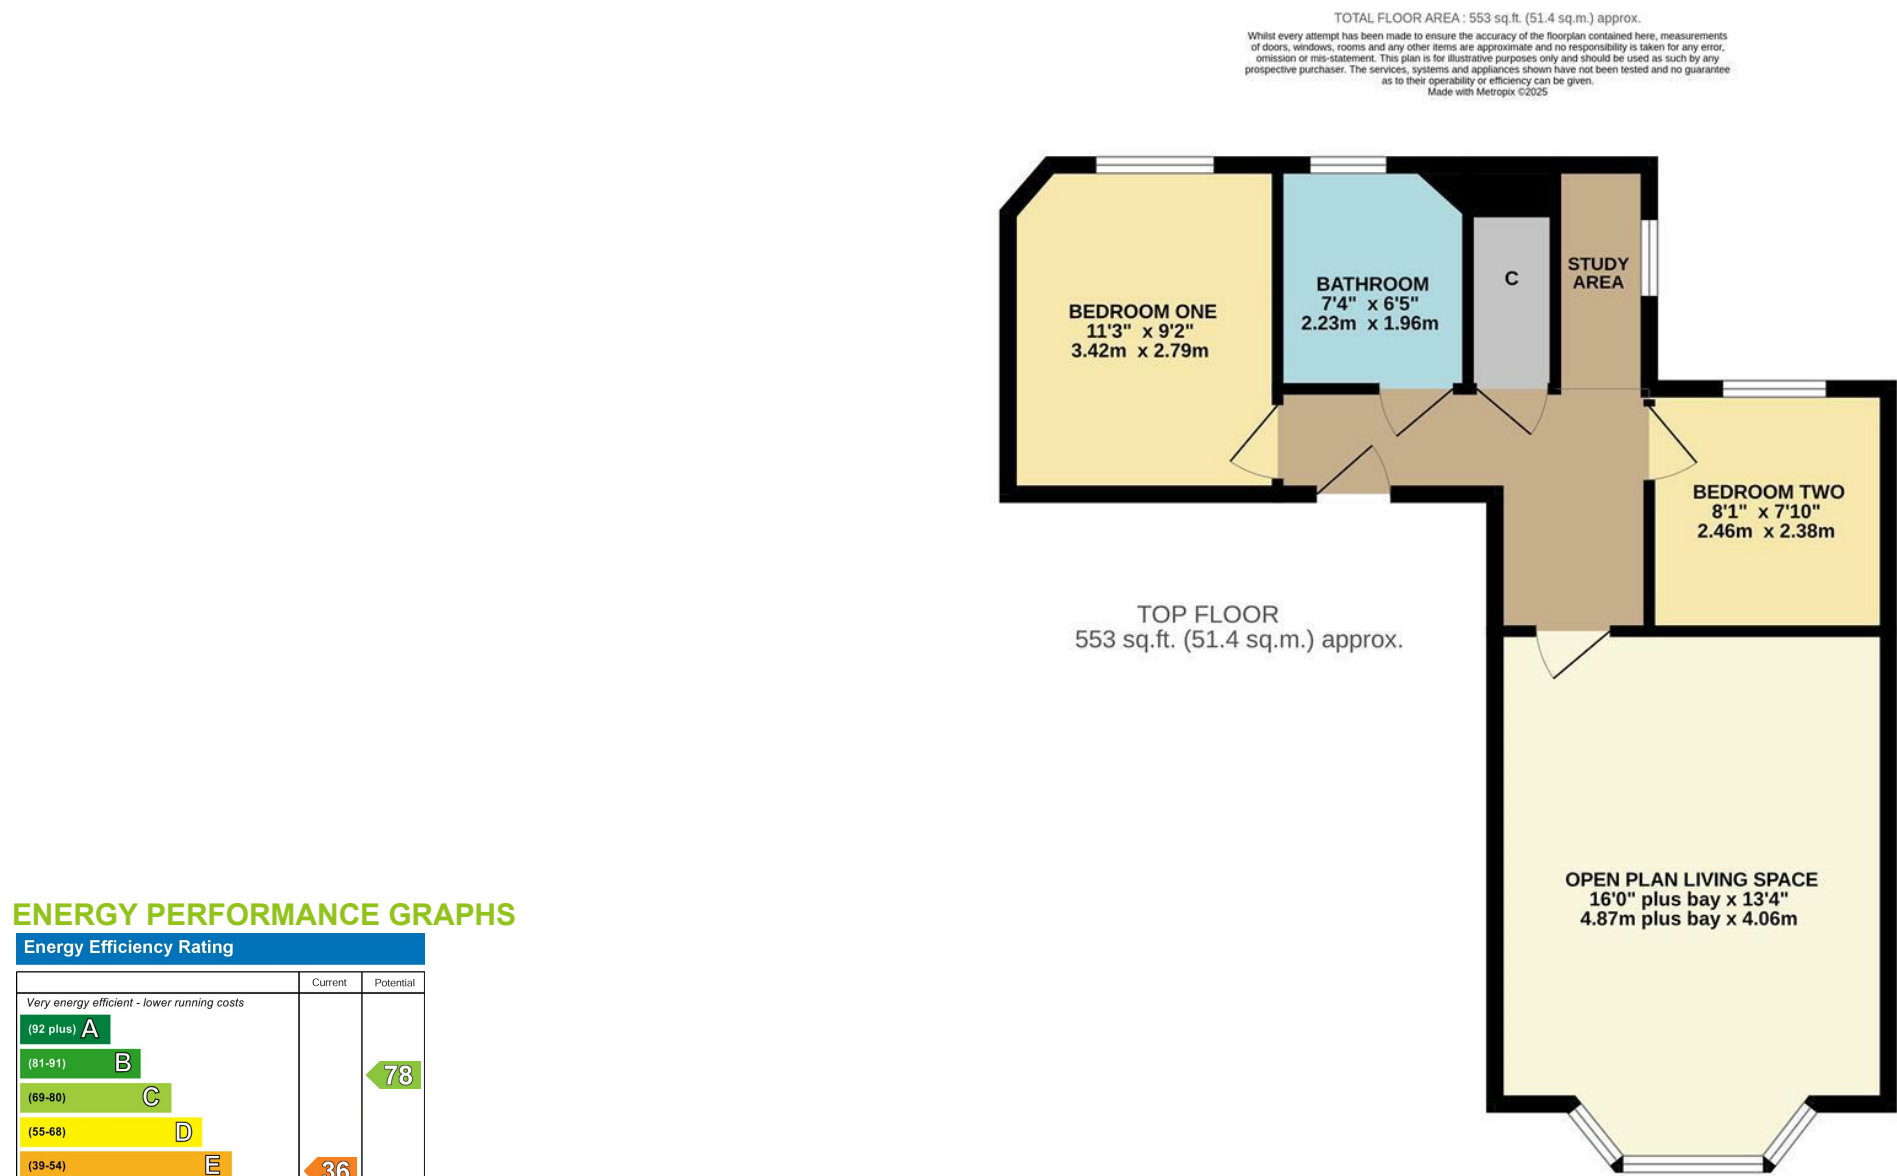 TOTAL FLOOR AREA : 553 sq.ft. (51.4 sq.m.) approx.
Whilst every attempt has been made to ensure the accuracy of the floorplan contained here, measurements
of doors, windows, rooms and any other items are approximate and no responsibility is taken for any error,
omission or mis-statement. This plan is for illustrative purposes only and should be used as such by any
prospective purchaser. The services, systems and appliances shown have not been tested and no guarantee
as to their operability or efficiency can be given.
Made with Metropix ©2025
BEDROOM ONE
11'3" x 9'2"
3.42m x 2.79m
BATHROOM
7'4" x 6'5"
2.23m x 1.96m
C
STUDY
AREA
BEDROOM TWO
8'1" x 7'10"
2.46m x 2.38m
TOP FLOOR
553 sq.ft. (51.4 sq.m.) approx.
OPEN PLAN LIVING SPACE
16'0" plus bay x 13'4"
4.87m plus bay x 4.06m
ENERGY PERFORMANCE GRAPHS
Energy Efficiency Rating
Current Potential
Very energy efficient - lower running costs
(92 plus) A
(81-91) B
78
(69-80) C
(55-68) D
(39-54) E
36